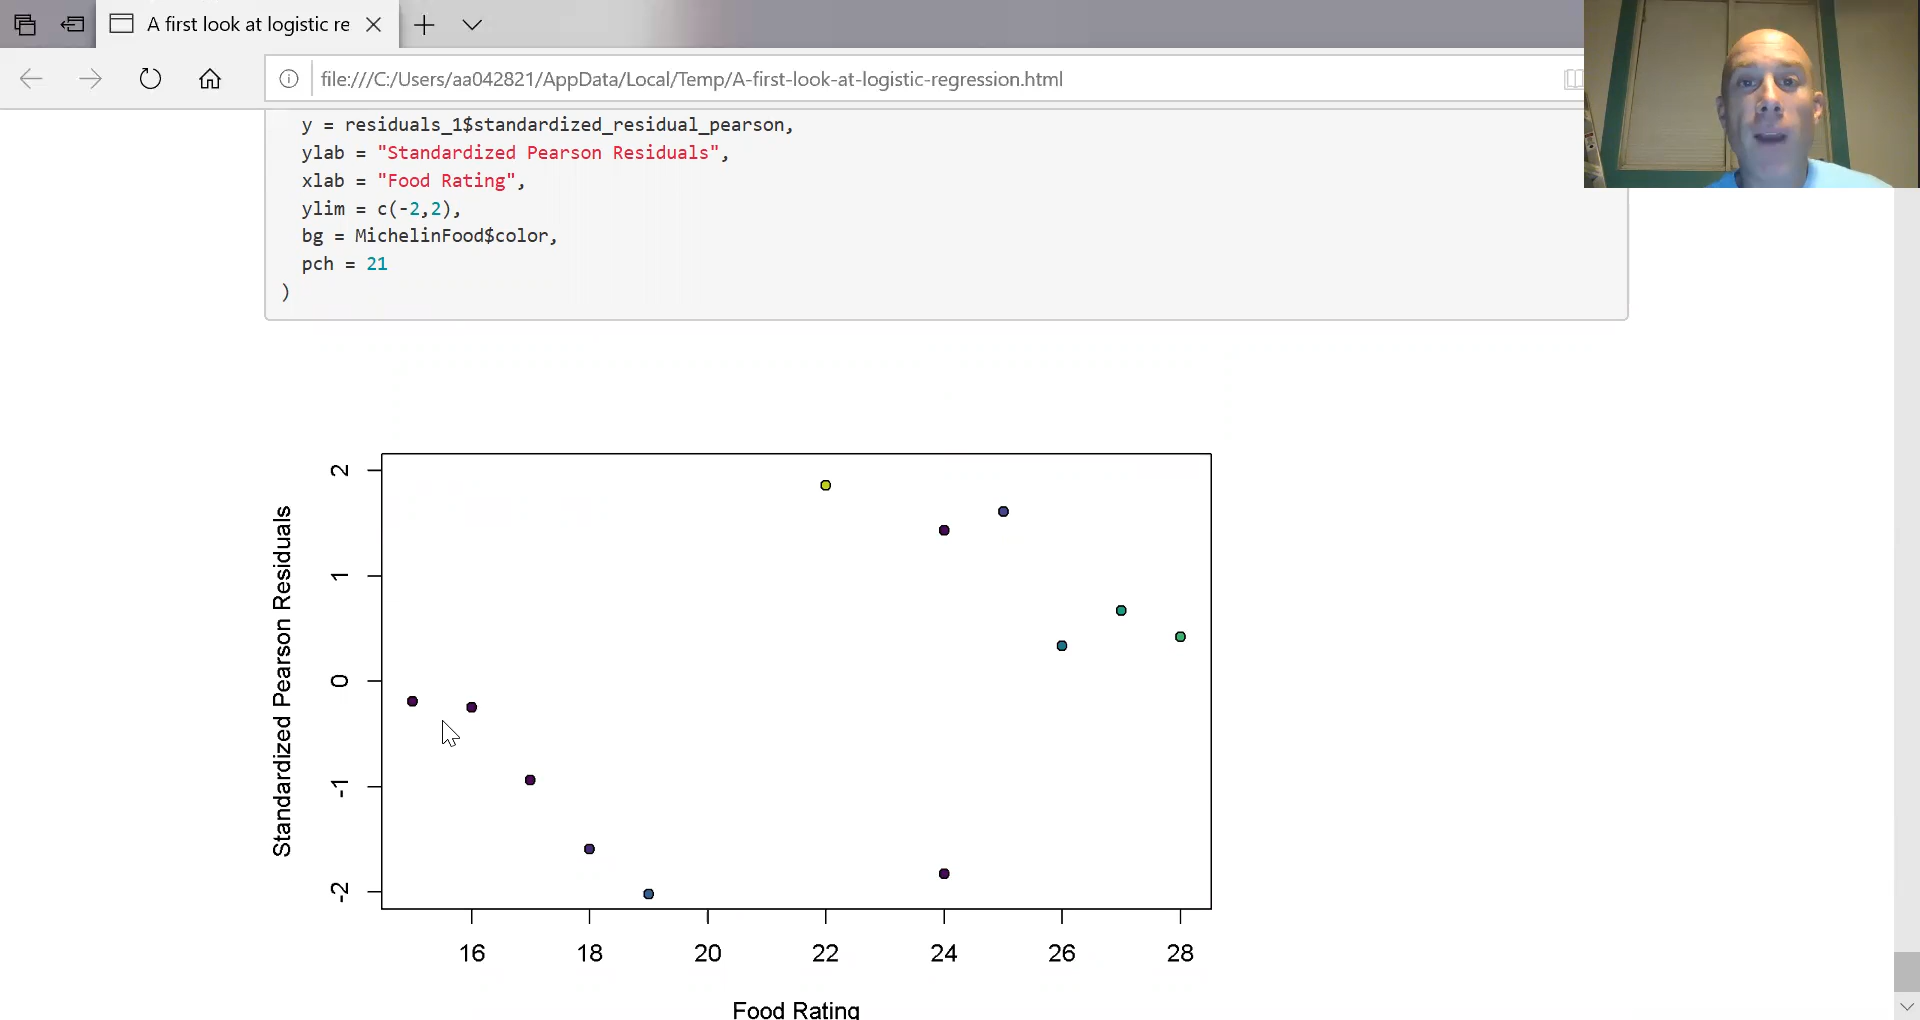 A first look at logistic re
file:///C:/Users/aa042821/AppData/Local/Temp/A-first-look-at-logistic-regression.html
y = residuals_1$standardized_residual_pearson,
ylab = "Standardized Pearson Residuals",
xlab = "Food Rating",
ylim = c(-2,2),
bg = MichelinFood$color,
pch = 21
)
Standardized Pearson Residuals
2
1
0
-1
-2
16 18 20 22 24 26 28
Food Rating